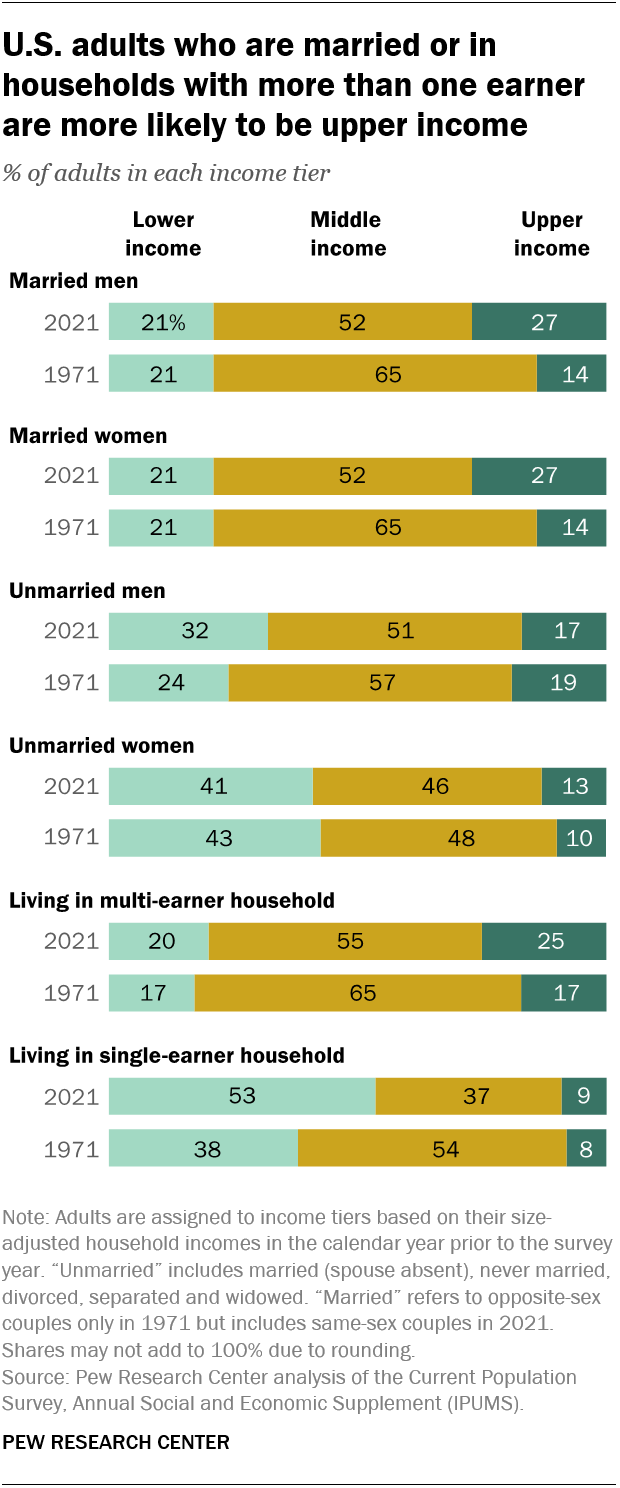 U.S. adults who are married or in
households with more than one earner
are more likely to be upper income
% of adults in each income tier
Lower income Middle income Upper income
Married men
2021 21% 52 27
1971 21 65 14
Married women
2021 21 52 27
1971 21 65 14
Unmarried men
2021 32 51 17
1971 24 57 19
Unmarried women
2021 41 46 13
1971 43 48 10
Living in multi-earner household
2021 20 55 25
1971 17 65 17
Living in single-earner household
2021 53 37 9
1971 38 54 8
Note: Adults are assigned to income tiers based on their size-
adjusted household incomes in the calendar year prior to the survey
year. “Unmarried” includes married (spouse absent), never married,
divorced, separated and widowed. “Married” refers to opposite-sex
couples only in 1971 but includes same-sex couples in 2021.
Shares may not add to 100% due to rounding.
Source: Pew Research Center analysis of the Current Population
Survey, Annual Social and Economic Supplement (IPUMS).
PEW RESEARCH CENTER